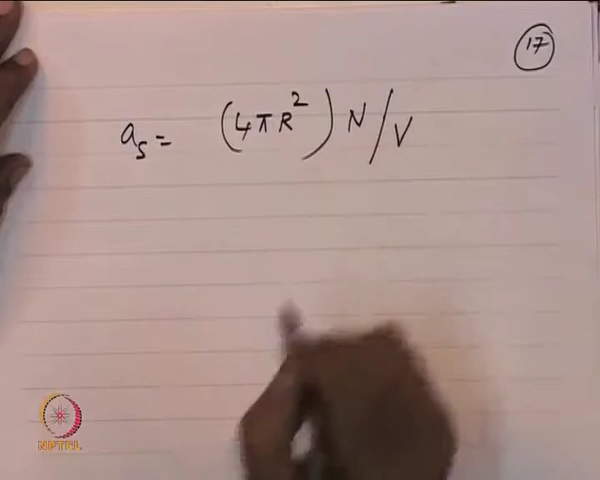 17
a_s = (4πR²) N/V
NPTEL